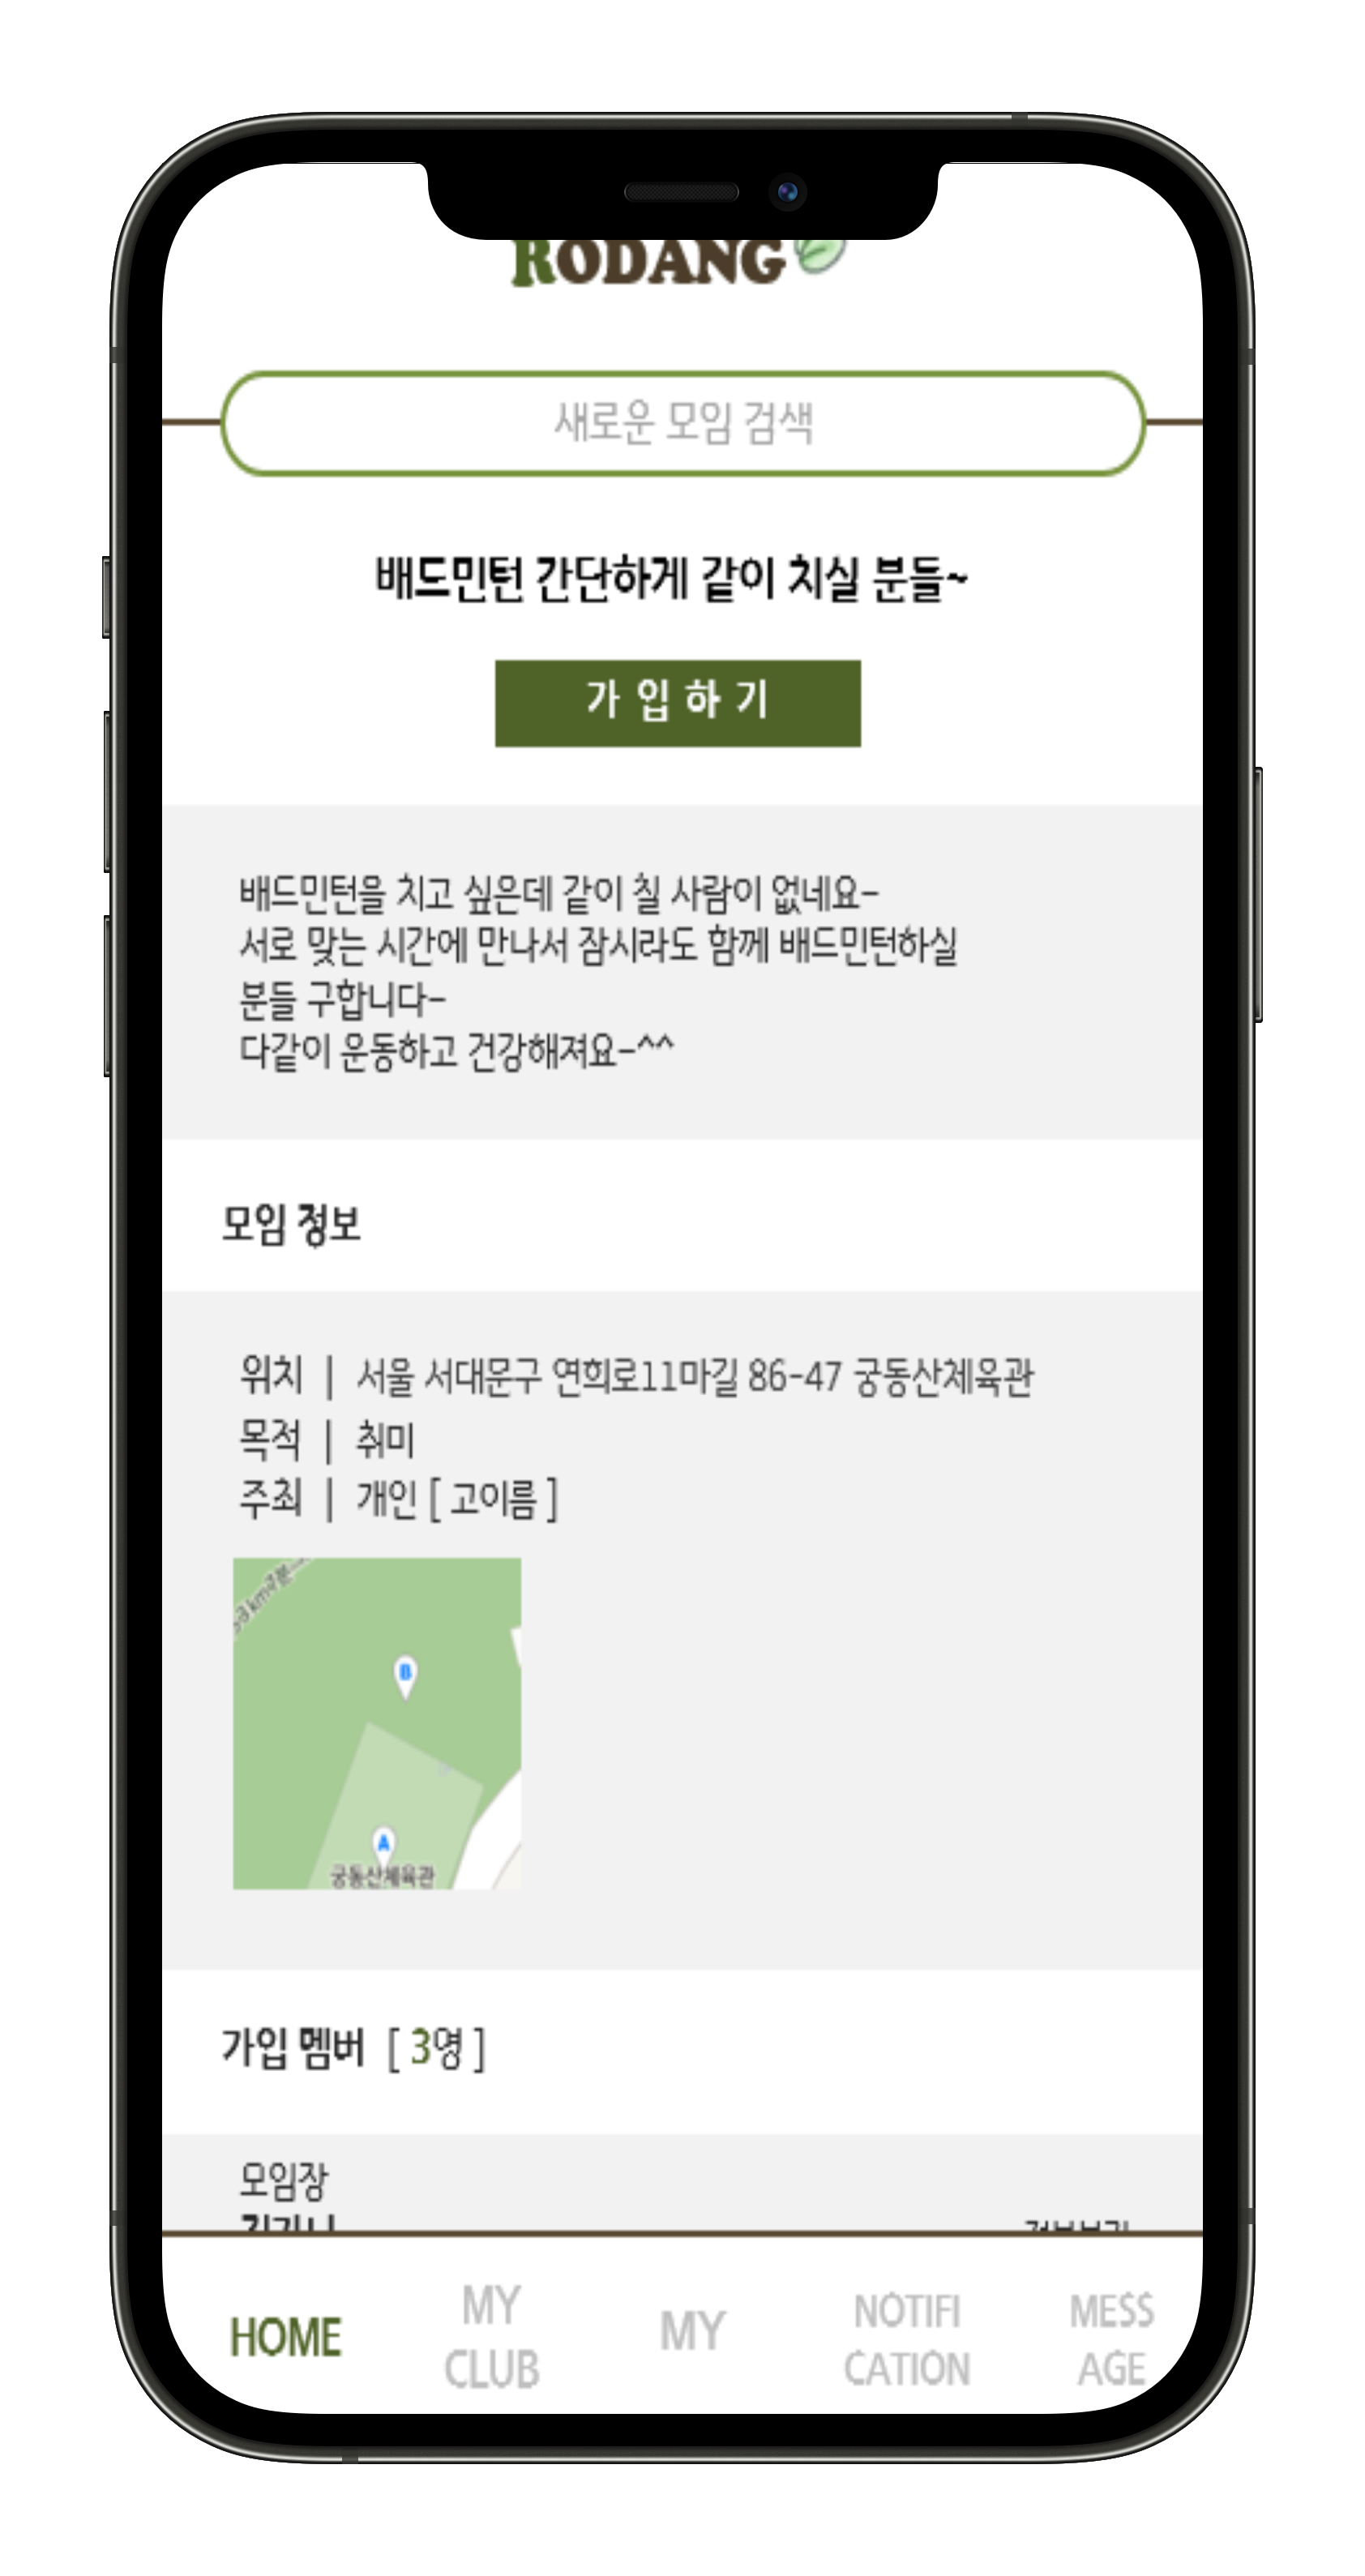 RODANG
새로운 모임 검색
배드민턴 간단하게 같이 치실 분들~
가입하기
배드민턴을 치고 싶은데 같이 칠 사람이 없네요-
서로 맞는 시간에 만나서 잠시라도 함께 배드민턴하실
분들 구합니다-
다같이 운동하고 건강해져요-^^
모임 정보
위치 | 서울 서대문구 연희로11마길 86-47 궁동산체육관
목적 | 취미
주최 | 개인 [ 고이름 ]
B
A
궁동산체육관
가입 멤버 [ 3명 ]
모임장
HOME
MY
CLUB
MY
NOTIFI
CATION
MESS
AGE